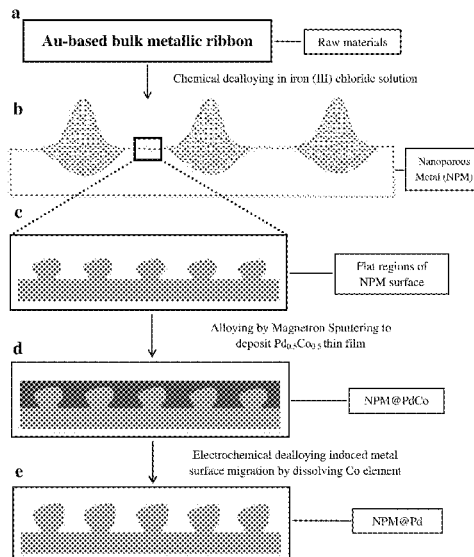 a
Au-based bulk metallic ribbon
Raw materials
Chemical dealloying in iron (III) chloride solution
b
Nanoporous
Metal (NPM)
c
Flat regions of
NPM surface
Alloying by Magnetron Sputtering to
deposit Pd0.5Co0.5 thin film
d
NPM@PdCo
Electrochemical dealloying induced metal
surface migration by dissolving Co element
e
NPM@Pd